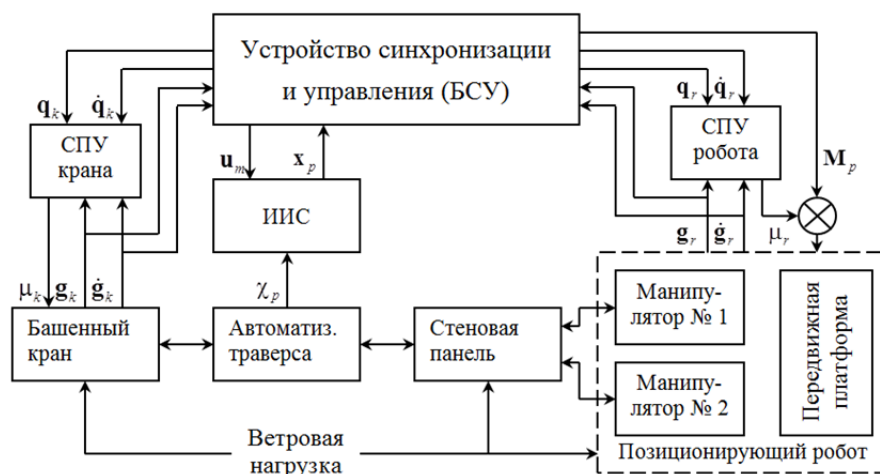 Устройство синхронизации
и управления (БСУ)
q_k
q̇_k
q_r
q̇_r
СПУ
крана
СПУ
робота
u_m
x_p
M_p
ИИС
g_r
ġ_r
μ_r
μ_k
g_k
ġ_k
χ_p
Башенный
кран
Автоматиз.
траверса
Стеновая
панель
Манипу-
лятор № 1
Манипу-
лятор № 2
Передвижная
платформа
Ветровая
нагрузка
Позиционирующий робот